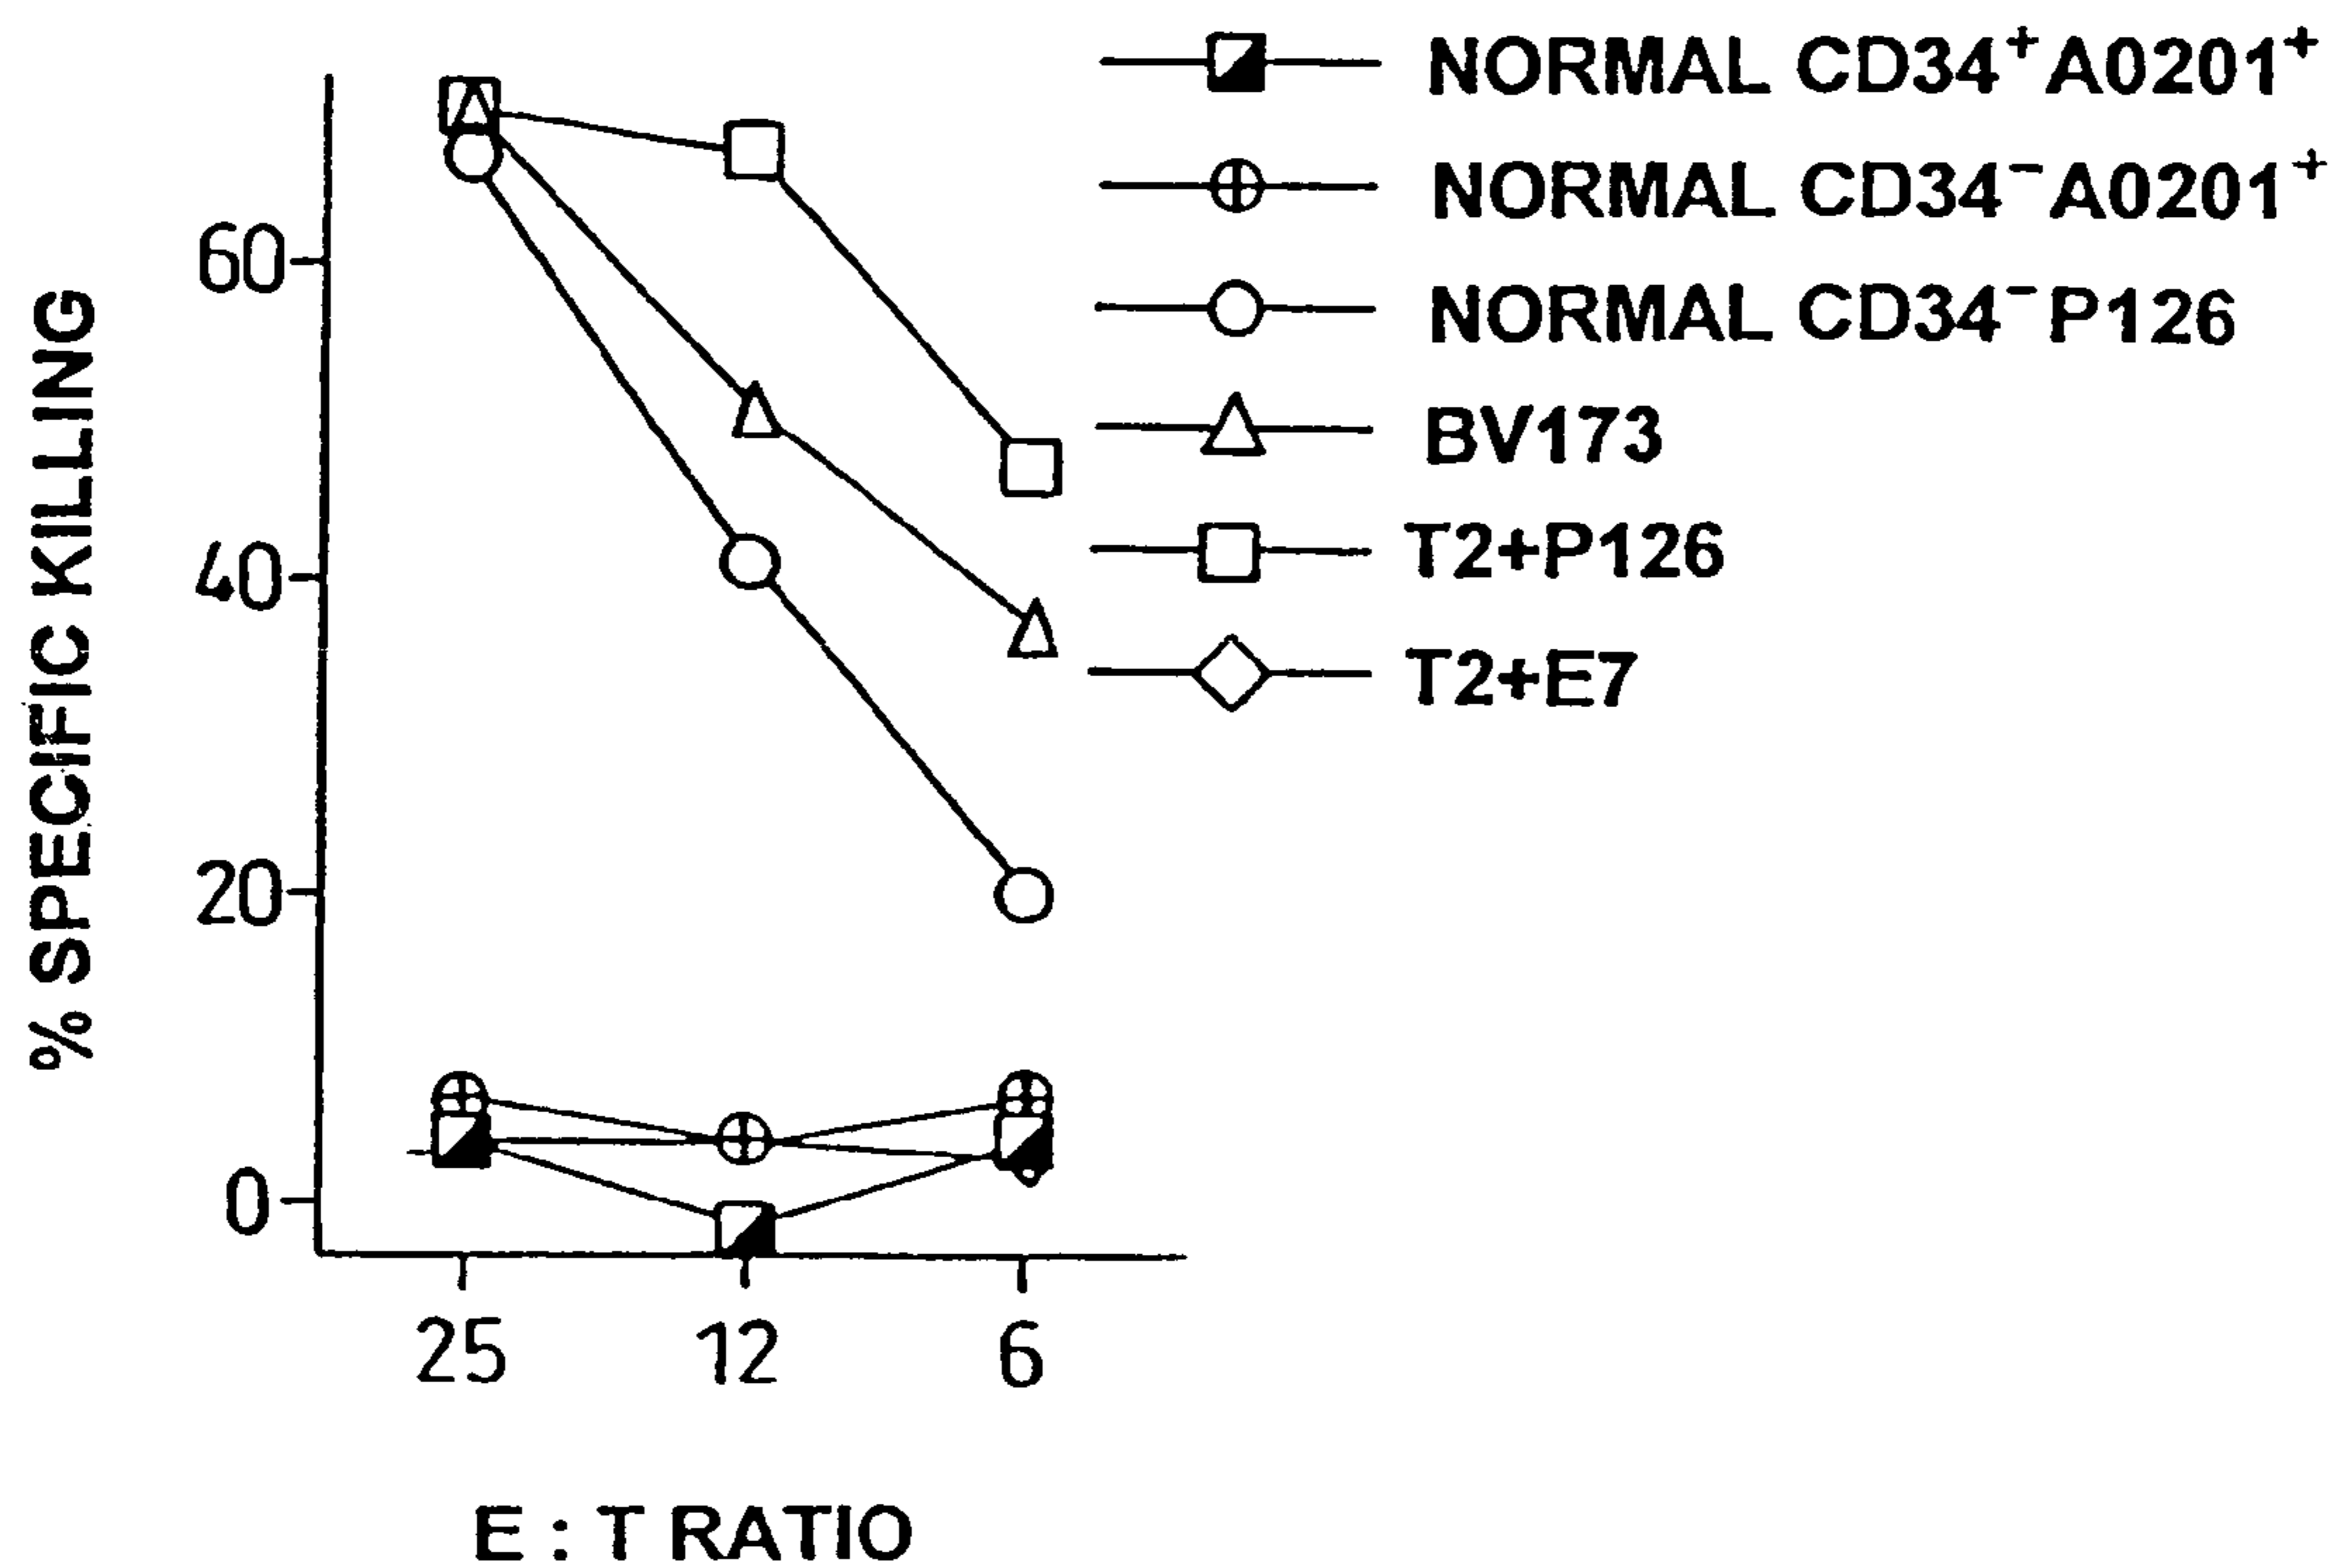 NORMAL CD34⁺A0201⁺
NORMAL CD34⁻A0201⁺
NORMAL CD34⁻P126
BV173
T2+P126
T2+E7
% SPECIFIC KILLING
60
40
20
0
25 12 6
E : T RATIO